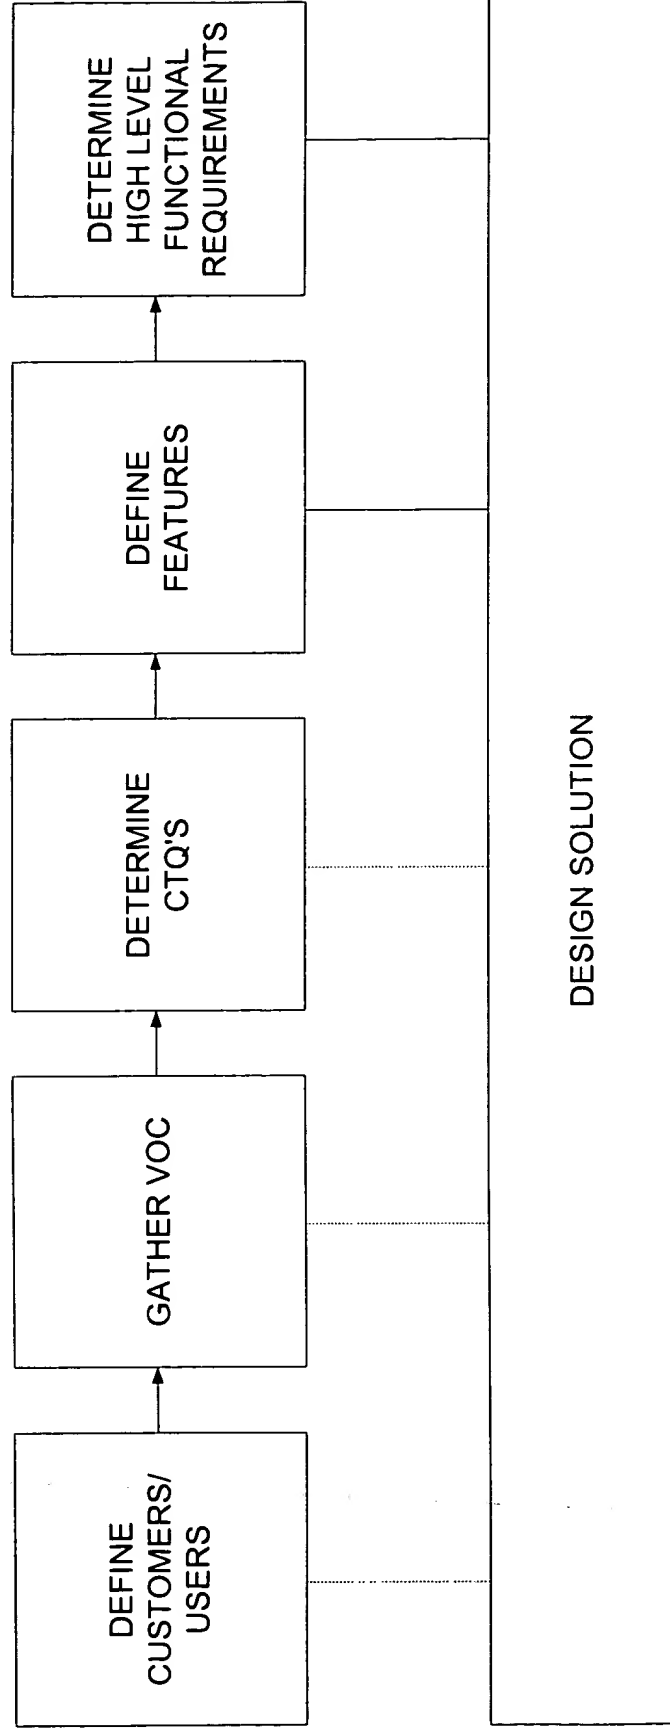 DEFINE
CUSTOMERS/
USERS
GATHER VOC
DETERMINE
CTQ'S
DEFINE
FEATURES
DETERMINE
HIGH LEVEL
FUNCTIONAL
REQUIREMENTS
DESIGN SOLUTION